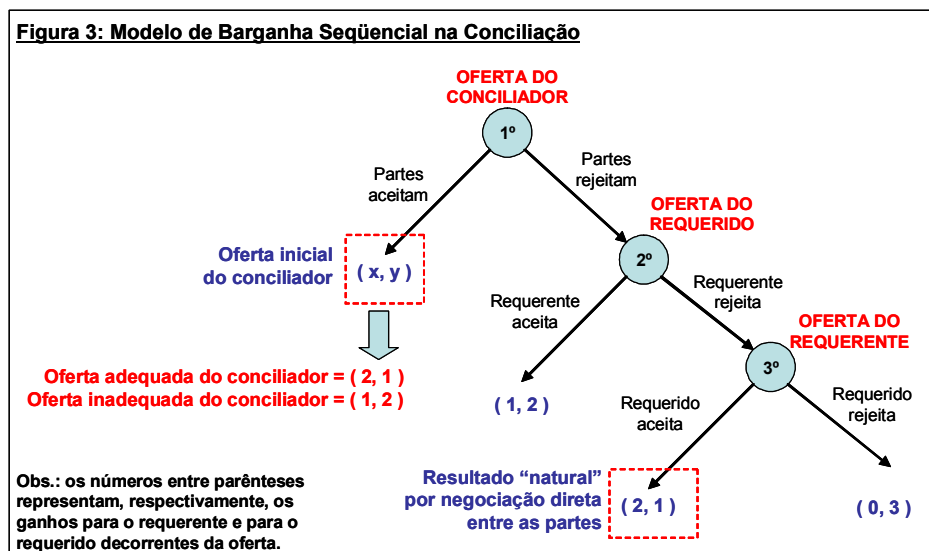 Figura 3: Modelo de Barganha Seqüencial na Conciliação
OFERTA DO
CONCILIADOR
1º
Partes
aceitam
Partes
rejeitam
OFERTA DO
REQUERIDO
Oferta inicial
do conciliador
( x, y )
2º
Requerente
aceita
Requerente
rejeita
OFERTA DO
REQUERENTE
3º
Oferta adequada do conciliador = ( 2, 1 )
Oferta inadequada do conciliador = ( 1, 2 )
( 1, 2 )
Requerido
aceita
Requerido
rejeita
Obs.: os números entre parênteses
representam, respectivamente, os
ganhos para o requerente e para o
requerido decorrentes da oferta.
Resultado “natural”
por negociação direta
entre as partes
( 2, 1 )
( 0, 3 )